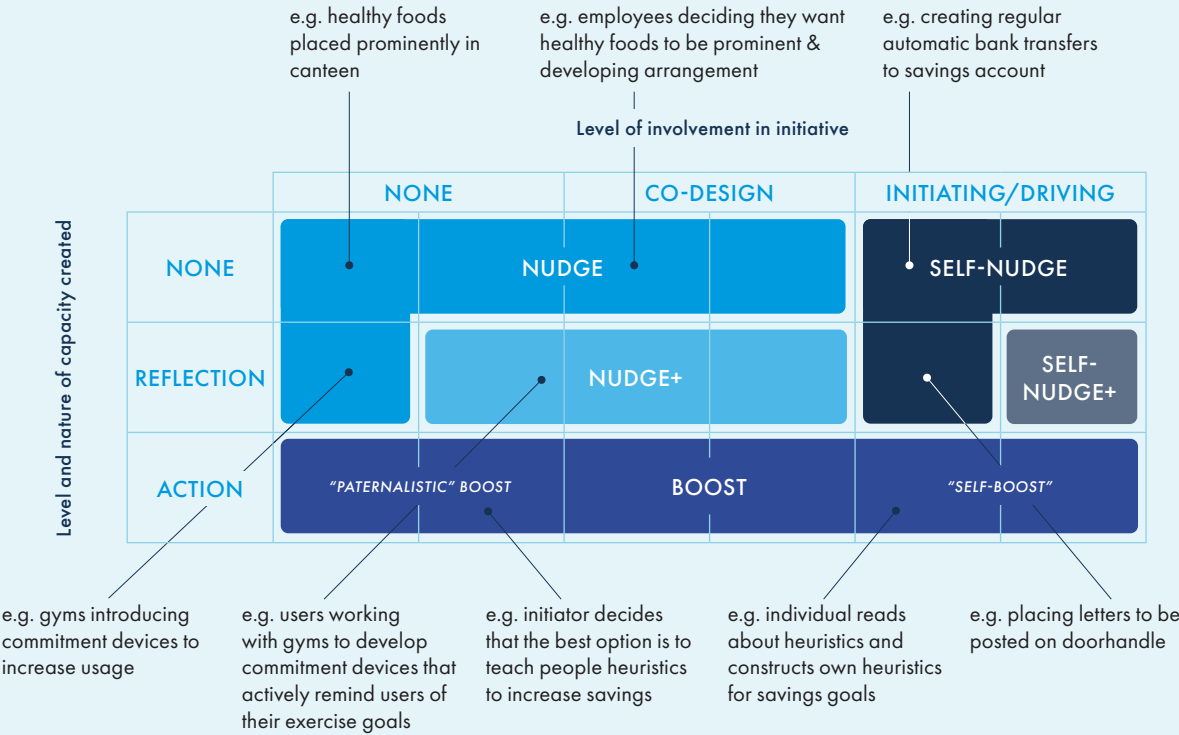 e.g. healthy foods
placed prominently in
canteen
e.g. employees deciding they want
healthy foods to be prominent &
developing arrangement
e.g. creating regular
automatic bank transfers
to savings account
Level of involvement in initiative
NONE
CO-DESIGN
INITIATING/DRIVING
Level and nature of capacity created
NONE
NUDGE
SELF-NUDGE
REFLECTION
NUDGE+
SELF-
NUDGE+
ACTION
“PATERNALISTIC” BOOST
BOOST
“SELF-BOOST”
e.g. gyms introducing
commitment devices to
increase usage
e.g. users working
with gyms to develop
commitment devices that
actively remind users of
their exercise goals
e.g. initiator decides
that the best option is to
teach people heuristics
to increase savings
e.g. individual reads
about heuristics and
constructs own heuristics
for savings goals
e.g. placing letters to be
posted on doorhandle